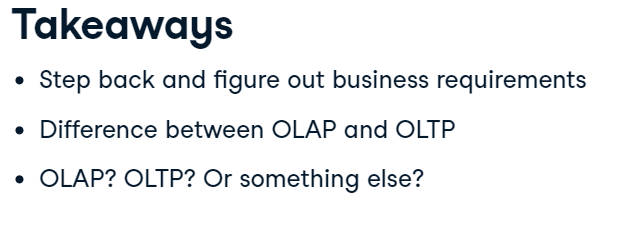 Takeaways
• Step back and figure out business requirements
• Difference between OLAP and OLTP
• OLAP? OLTP? Or something else?